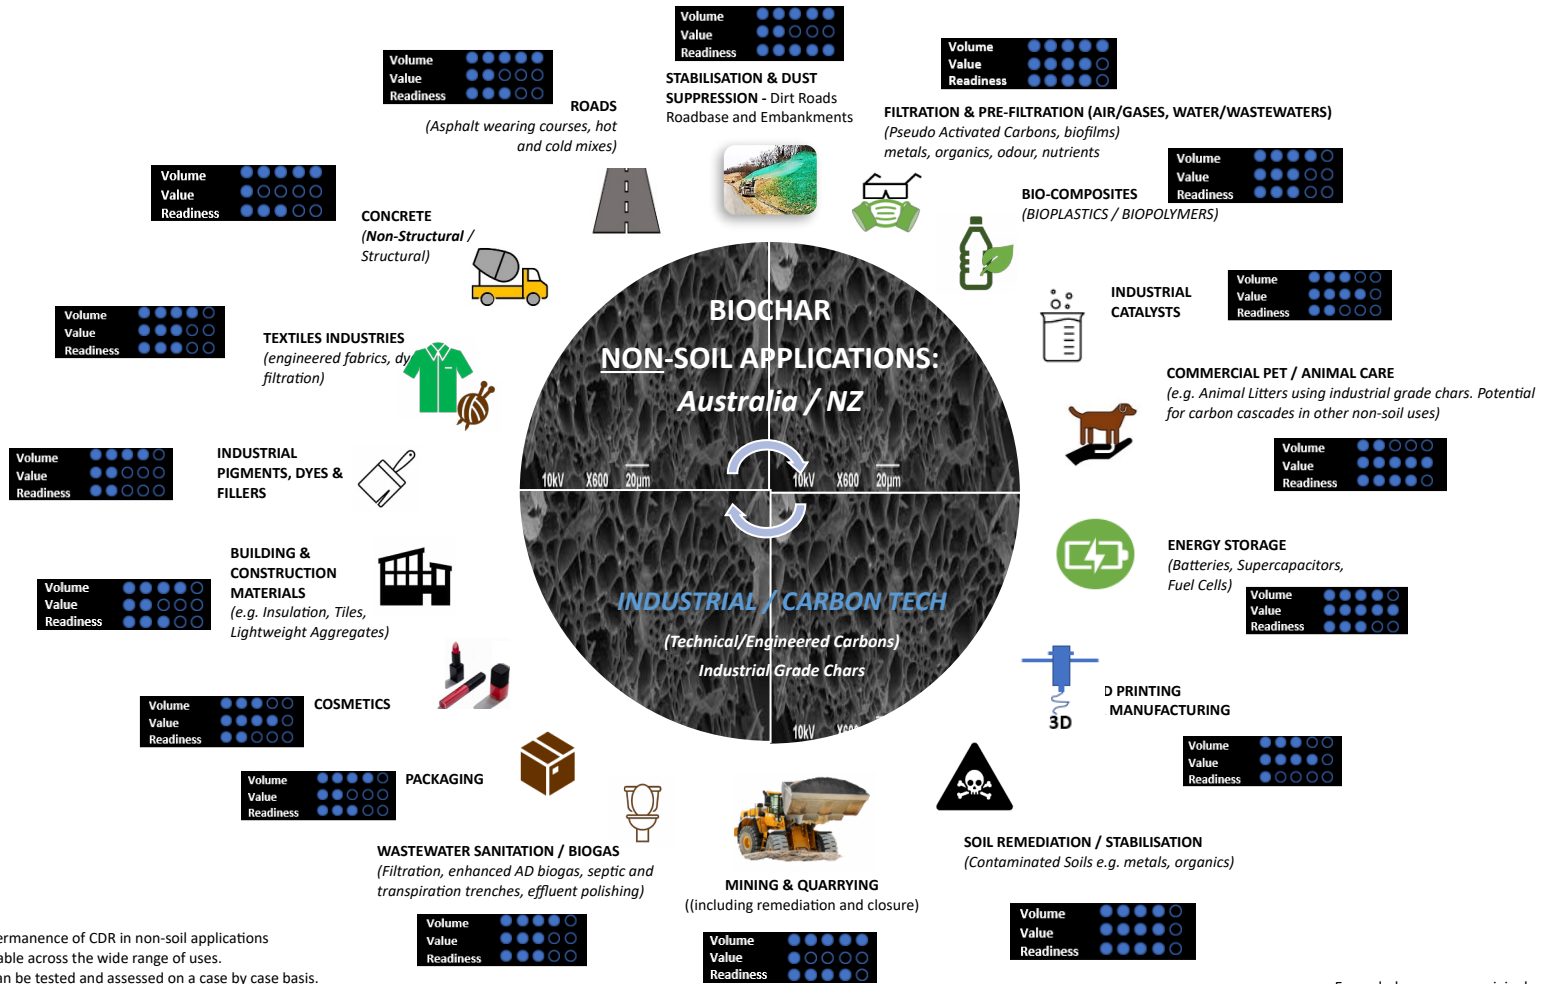 Volume
Value
Readiness
STABILISATION & DUST
SUPPRESSION - Dirt Roads
Roadbase and Embankments
Volume
Value
Readiness
ROADS
(Asphalt wearing courses, hot
and cold mixes)
Volume
Value
Readiness
FILTRATION & PRE-FILTRATION (AIR/GASES, WATER/WASTEWATERS)
(Pseudo Activated Carbons, biofilms)
metals, organics, odour, nutrients
Volume
Value
Readiness
BIO-COMPOSITES
(BIOPLASTICS / BIOPOLYMERS)
Volume
Value
Readiness
CONCRETE
(Non-Structural /
Structural)
Volume
Value
Readiness
INDUSTRIAL
CATALYSTS
Volume
Value
Readiness
TEXTILES INDUSTRIES
(engineered fabrics, dy
filtration)
BIOCHAR
NON-SOIL APPLICATIONS:
Australia / NZ
10kV X600 20µm
10kV X600 20µm
COMMERCIAL PET / ANIMAL CARE
(e.g. Animal Litters using industrial grade chars. Potential
for carbon cascades in other non-soil uses)
Volume
Value
Readiness
Volume
Value
Readiness
INDUSTRIAL
PIGMENTS, DYES &
FILLERS
ENERGY STORAGE
(Batteries, Supercapacitors,
Fuel Cells)
Volume
Value
Readiness
BUILDING &
CONSTRUCTION
MATERIALS
(e.g. Insulation, Tiles,
Lightweight Aggregates)
Volume
Value
Readiness
INDUSTRIAL / CARBON TECH
(Technical/Engineered Carbons)
Industrial Grade Chars
10kV X600
3D
D PRINTING
MANUFACTURING
Volume
Value
Readiness
COSMETICS
Volume
Value
Readiness
PACKAGING
Volume
Value
Readiness
WASTEWATER SANITATION / BIOGAS
(Filtration, enhanced AD biogas, septic and
transpiration trenches, effluent polishing)
Volume
Value
Readiness
MINING & QUARRYING
((including remediation and closure)
Volume
Value
Readiness
SOIL REMEDIATION / STABILISATION
(Contaminated Soils e.g. metals, organics)
Volume
Value
Readiness
ermanence of CDR in non-soil applications
able across the wide range of uses.
an be tested and assessed on a case by case basis.